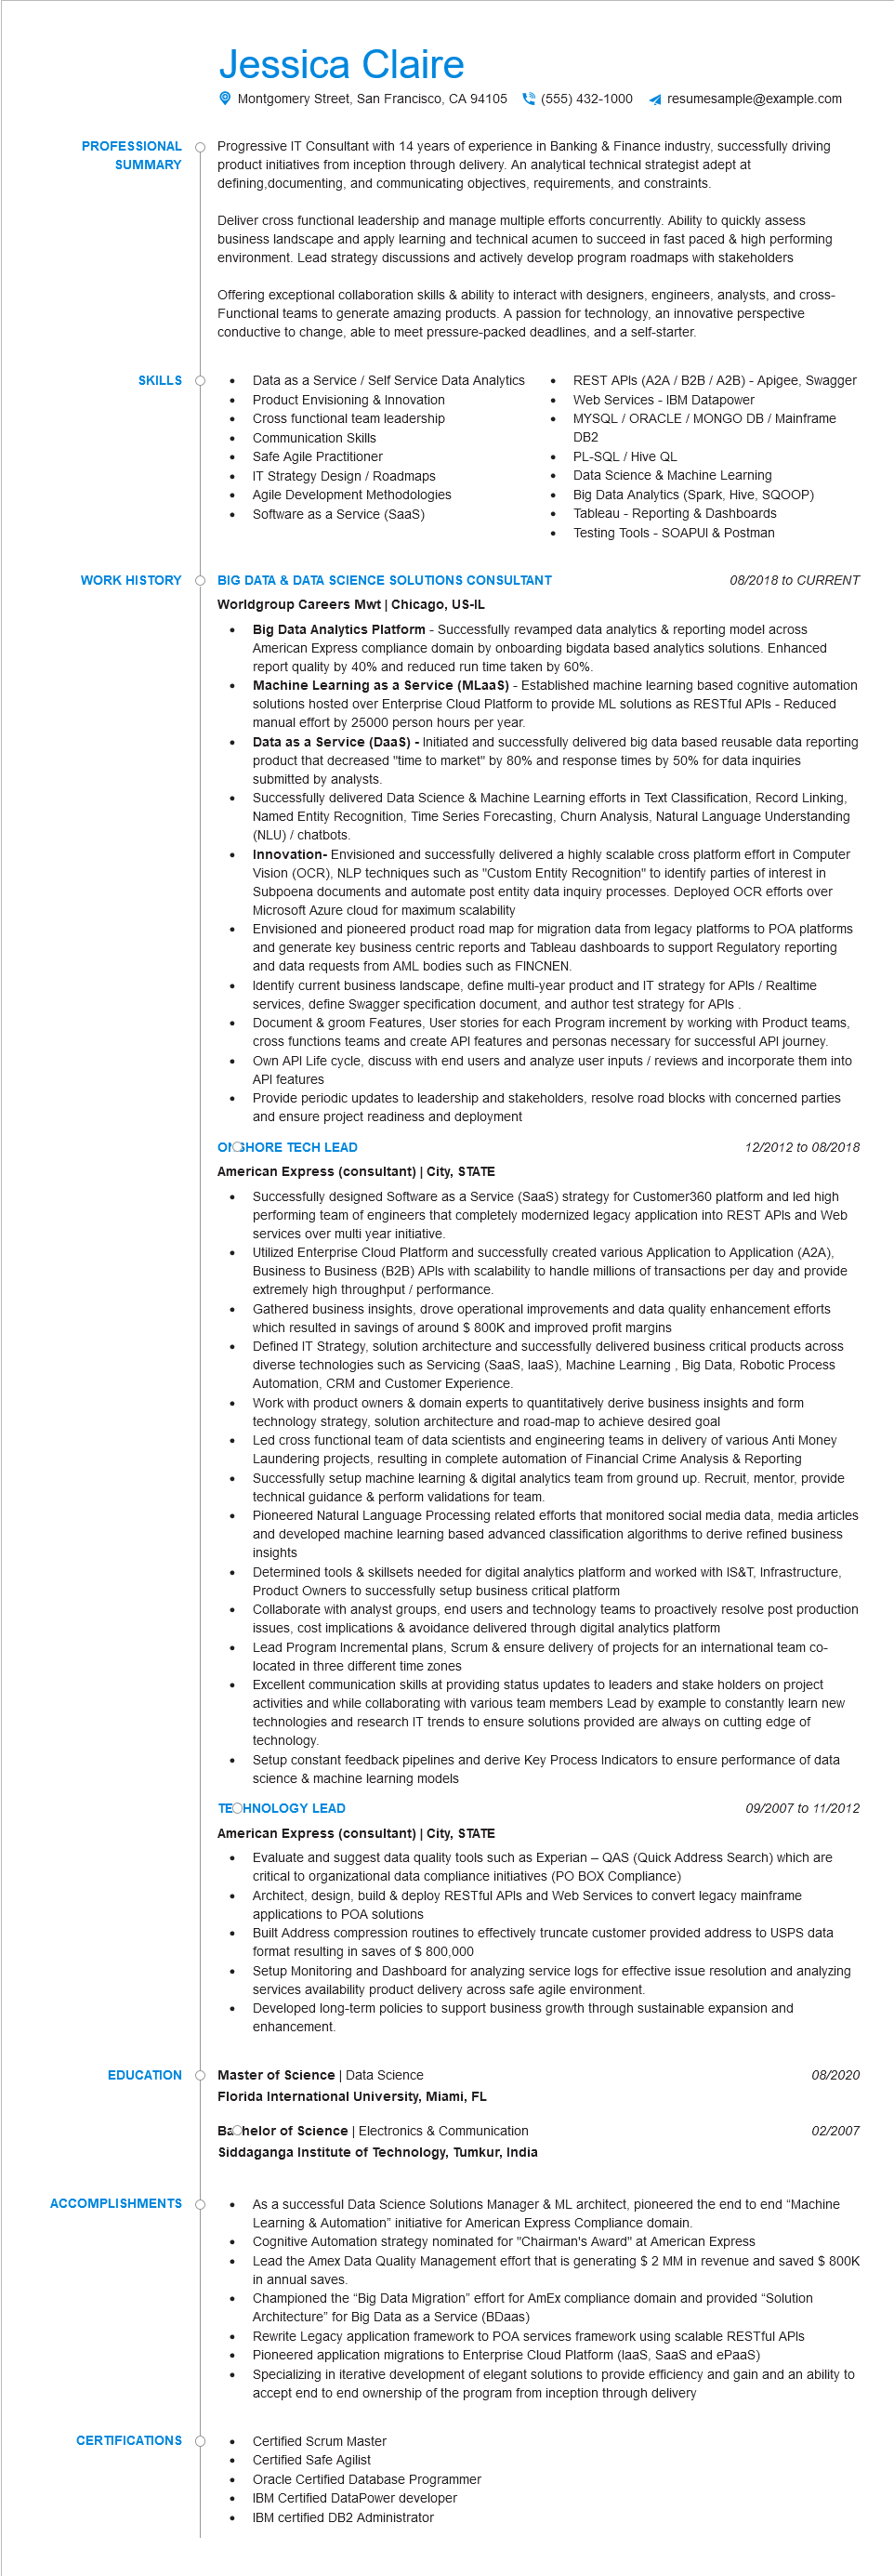 Jessica Claire
Montgomery Street, San Francisco, CA 94105 (555) 432-1000 resumesample@example.com
PROFESSIONAL SUMMARY
Progressive IT Consultant with 14 years of experience in Banking & Finance industry, successfully driving
product initiatives from inception through delivery. An analytical technical strategist adept at
defining,documenting, and communicating objectives, requirements, and constraints.
Deliver cross functional leadership and manage multiple efforts concurrently. Ability to quickly assess
business landscape and apply learning and technical acumen to succeed in fast paced & high performing
environment. Lead strategy discussions and actively develop program roadmaps with stakeholders
Offering exceptional collaboration skills & ability to interact with designers, engineers, analysts, and cross-
Functional teams to generate amazing products. A passion for technology, an innovative perspective
conductive to change, able to meet pressure-packed deadlines, and a self-starter.
SKILLS
• Data as a Service / Self Service Data Analytics
• Product Envisioning & Innovation
• Cross functional team leadership
• Communication Skills
• Safe Agile Practitioner
• IT Strategy Design / Roadmaps
• Agile Development Methodologies
• Software as a Service (SaaS)
• REST APIs (A2A / B2B / A2B) - Apigee, Swagger
• Web Services - IBM Datapower
• MYSQL / ORACLE / MONGO DB / Mainframe
DB2
• PL-SQL / Hive QL
• Data Science & Machine Learning
• Big Data Analytics (Spark, Hive, SQOOP)
• Tableau - Reporting & Dashboards
• Testing Tools - SOAPUI & Postman
WORK HISTORY
BIG DATA & DATA SCIENCE SOLUTIONS CONSULTANT 08/2018 to CURRENT
Worldgroup Careers Mwt | Chicago, US-IL
• Big Data Analytics Platform - Successfully revamped data analytics & reporting model across
American Express compliance domain by onboarding bigdata based analytics solutions. Enhanced
report quality by 40% and reduced run time taken by 60%.
• Machine Learning as a Service (MLaaS) - Established machine learning based cognitive automation
solutions hosted over Enterprise Cloud Platform to provide ML solutions as RESTful APIs - Reduced
manual effort by 25000 person hours per year.
• Data as a Service (DaaS) - Initiated and successfully delivered big data based reusable data reporting
product that decreased "time to market" by 80% and response times by 50% for data inquiries
submitted by analysts.
• Successfully delivered Data Science & Machine Learning efforts in Text Classification, Record Linking,
Named Entity Recognition, Time Series Forecasting, Churn Analysis, Natural Language Understanding
(NLU) / chatbots.
• Innovation- Envisioned and successfully delivered a highly scalable cross platform effort in Computer
Vision (OCR), NLP techniques such as "Custom Entity Recognition" to identify parties of interest in
Subpoena documents and automate post entity data inquiry processes. Deployed OCR efforts over
Microsoft Azure cloud for maximum scalability
• Envisioned and pioneered product road map for migration data from legacy platforms to POA platforms
and generate key business centric reports and Tableau dashboards to support Regulatory reporting
and data requests from AML bodies such as FINCNEN.
• Identify current business landscape, define multi-year product and IT strategy for APIs / Realtime
services, define Swagger specification document, and author test strategy for APIs .
• Document & groom Features, User stories for each Program increment by working with Product teams,
cross functions teams and create API features and personas necessary for successful API journey.
• Own API Life cycle, discuss with end users and analyze user inputs / reviews and incorporate them into
API features
• Provide periodic updates to leadership and stakeholders, resolve road blocks with concerned parties
and ensure project readiness and deployment
ONSHORE TECH LEAD 12/2012 to 08/2018
American Express (consultant) | City, STATE
• Successfully designed Software as a Service (SaaS) strategy for Customer360 platform and led high
performing team of engineers that completely modernized legacy application into REST APIs and Web
services over multi year initiative.
• Utilized Enterprise Cloud Platform and successfully created various Application to Application (A2A),
Business to Business (B2B) APIs with scalability to handle millions of transactions per day and provide
extremely high throughput / performance.
• Gathered business insights, drove operational improvements and data quality enhancement efforts
which resulted in savings of around $ 800K and improved profit margins
• Defined IT Strategy, solution architecture and successfully delivered business critical products across
diverse technologies such as Servicing (SaaS, IaaS), Machine Learning , Big Data, Robotic Process
Automation, CRM and Customer Experience.
• Work with product owners & domain experts to quantitatively derive business insights and form
technology strategy, solution architecture and road-map to achieve desired goal
• Led cross functional team of data scientists and engineering teams in delivery of various Anti Money
Laundering projects, resulting in complete automation of Financial Crime Analysis & Reporting
• Successfully setup machine learning & digital analytics team from ground up. Recruit, mentor, provide
technical guidance & perform validations for team.
• Pioneered Natural Language Processing related efforts that monitored social media data, media articles
and developed machine learning based advanced classification algorithms to derive refined business
insights
• Determined tools & skillsets needed for digital analytics platform and worked with IS&T, Infrastructure,
Product Owners to successfully setup business critical platform
• Collaborate with analyst groups, end users and technology teams to proactively resolve post production
issues, cost implications & avoidance delivered through digital analytics platform
• Lead Program Incremental plans, Scrum & ensure delivery of projects for an international team co-
located in three different time zones
• Excellent communication skills at providing status updates to leaders and stake holders on project
activities and while collaborating with various team members Lead by example to constantly learn new
technologies and research IT trends to ensure solutions provided are always on cutting edge of
technology.
• Setup constant feedback pipelines and derive Key Process Indicators to ensure performance of data
science & machine learning models
TECHNOLOGY LEAD 09/2007 to 11/2012
American Express (consultant) | City, STATE
• Evaluate and suggest data quality tools such as Experian – QAS (Quick Address Search) which are
critical to organizational data compliance initiatives (PO BOX Compliance)
• Architect, design, build & deploy RESTful APIs and Web Services to convert legacy mainframe
applications to POA solutions
• Built Address compression routines to effectively truncate customer provided address to USPS data
format resulting in saves of $ 800,000
• Setup Monitoring and Dashboard for analyzing service logs for effective issue resolution and analyzing
services availability product delivery across safe agile environment.
• Developed long-term policies to support business growth through sustainable expansion and
enhancement.
EDUCATION
Master of Science | Data Science 08/2020
Florida International University, Miami, FL
Bachelor of Science | Electronics & Communication 02/2007
Siddaganga Institute of Technology, Tumkur, India
ACCOMPLISHMENTS
• As a successful Data Science Solutions Manager & ML architect, pioneered the end to end “Machine
Learning & Automation” initiative for American Express Compliance domain.
• Cognitive Automation strategy nominated for "Chairman's Award" at American Express
• Lead the Amex Data Quality Management effort that is generating $ 2 MM in revenue and saved $ 800K
in annual saves.
• Championed the “Big Data Migration” effort for AmEx compliance domain and provided “Solution
Architecture” for Big Data as a Service (BDaas)
• Rewrite Legacy application framework to POA services framework using scalable RESTful APIs
• Pioneered application migrations to Enterprise Cloud Platform (IaaS, SaaS and ePaaS)
• Specializing in iterative development of elegant solutions to provide efficiency and gain and an ability to
accept end to end ownership of the program from inception through delivery
CERTIFICATIONS
• Certified Scrum Master
• Certified Safe Agilist
• Oracle Certified Database Programmer
• IBM Certified DataPower developer
• IBM certified DB2 Administrator